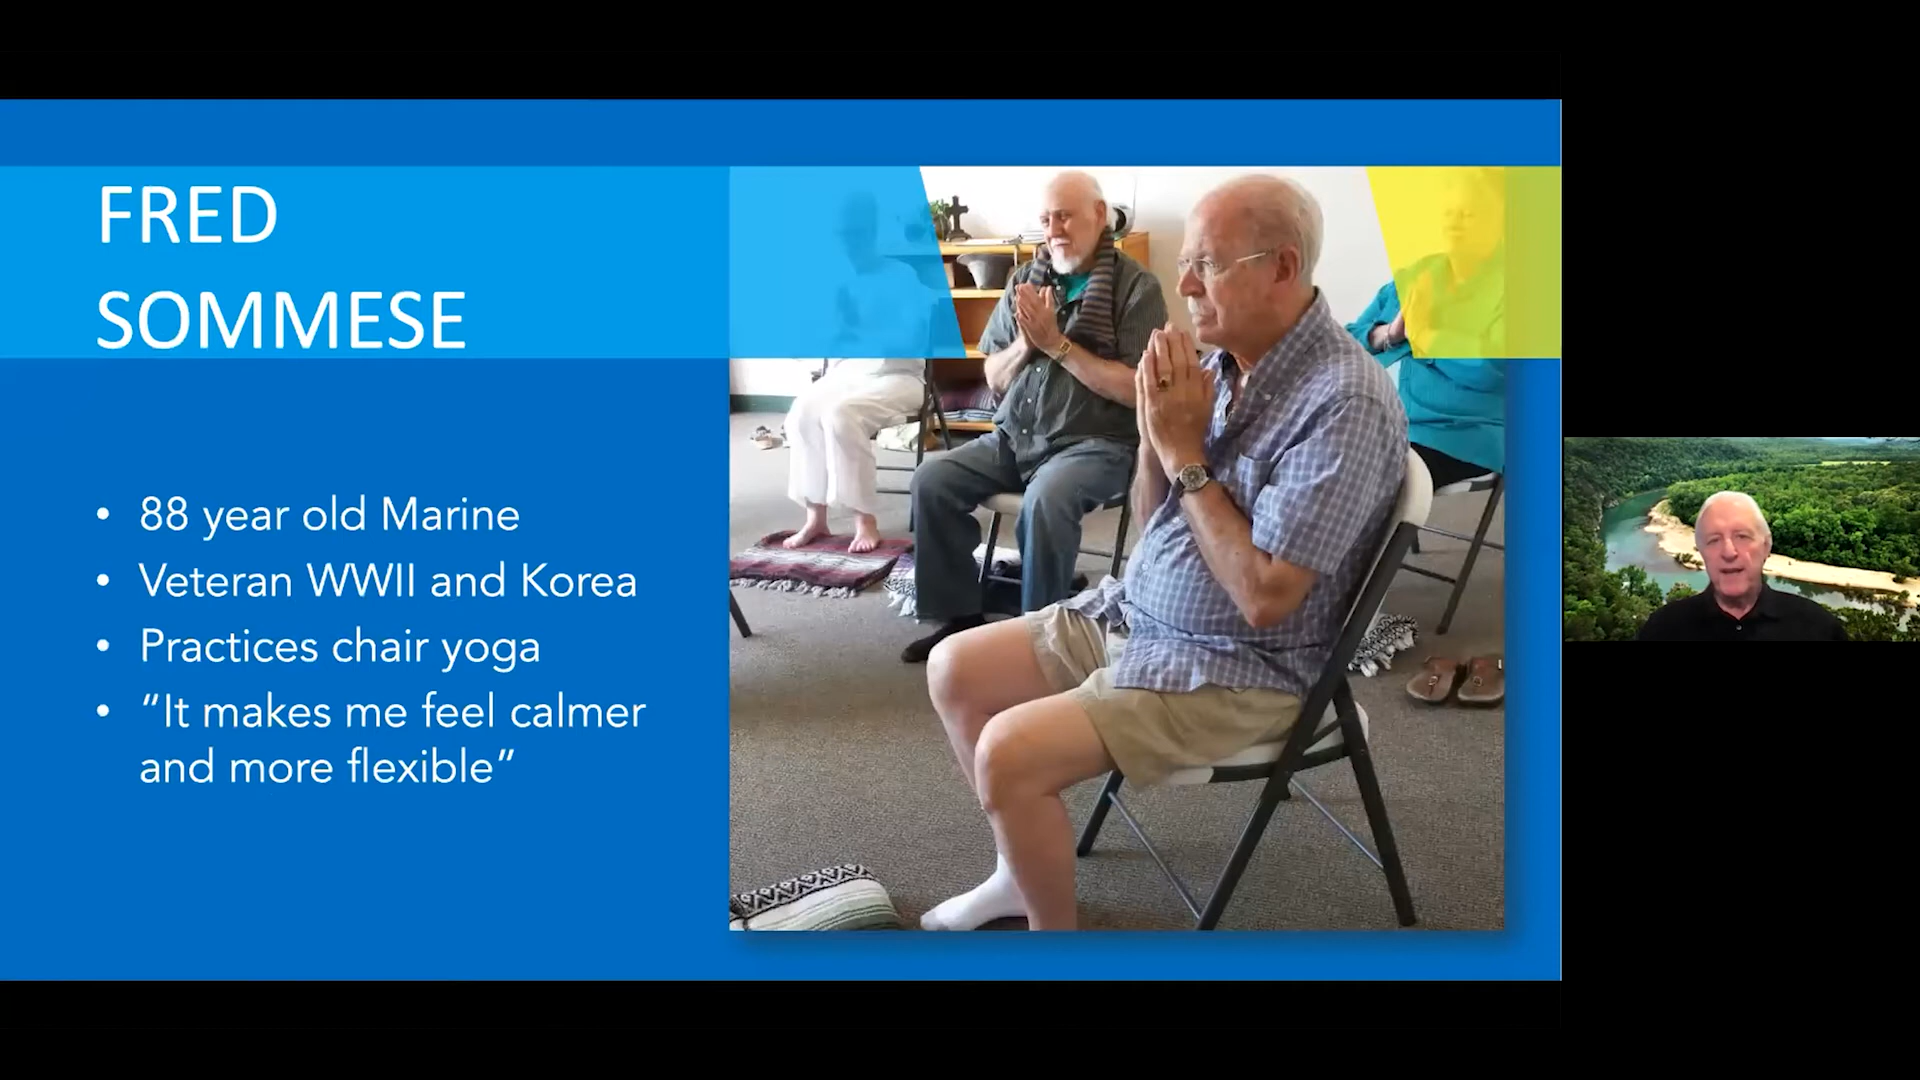 FRED
SOMMESE
• 88 year old Marine
• Veteran WWII and Korea
• Practices chair yoga
• “It makes me feel calmer
and more flexible”